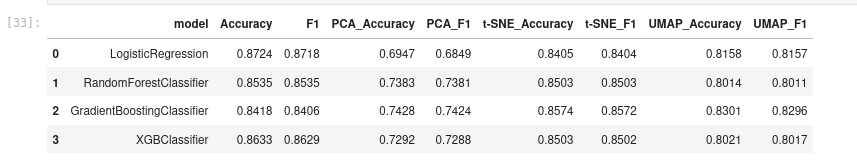 [33]: model Accuracy F1 PCA_Accuracy PCA_F1 t-SNE_Accuracy t-SNE_F1 UMAP_Accuracy UMAP_F1
0 LogisticRegression 0.8724 0.8718 0.6947 0.6849 0.8405 0.8404 0.8158 0.8157
1 RandomForestClassifier 0.8535 0.8535 0.7383 0.7381 0.8503 0.8503 0.8014 0.8011
2 GradientBoostingClassifier 0.8418 0.8406 0.7428 0.7424 0.8574 0.8572 0.8301 0.8296
3 XGBClassifier 0.8633 0.8629 0.7292 0.7288 0.8503 0.8502 0.8021 0.8017